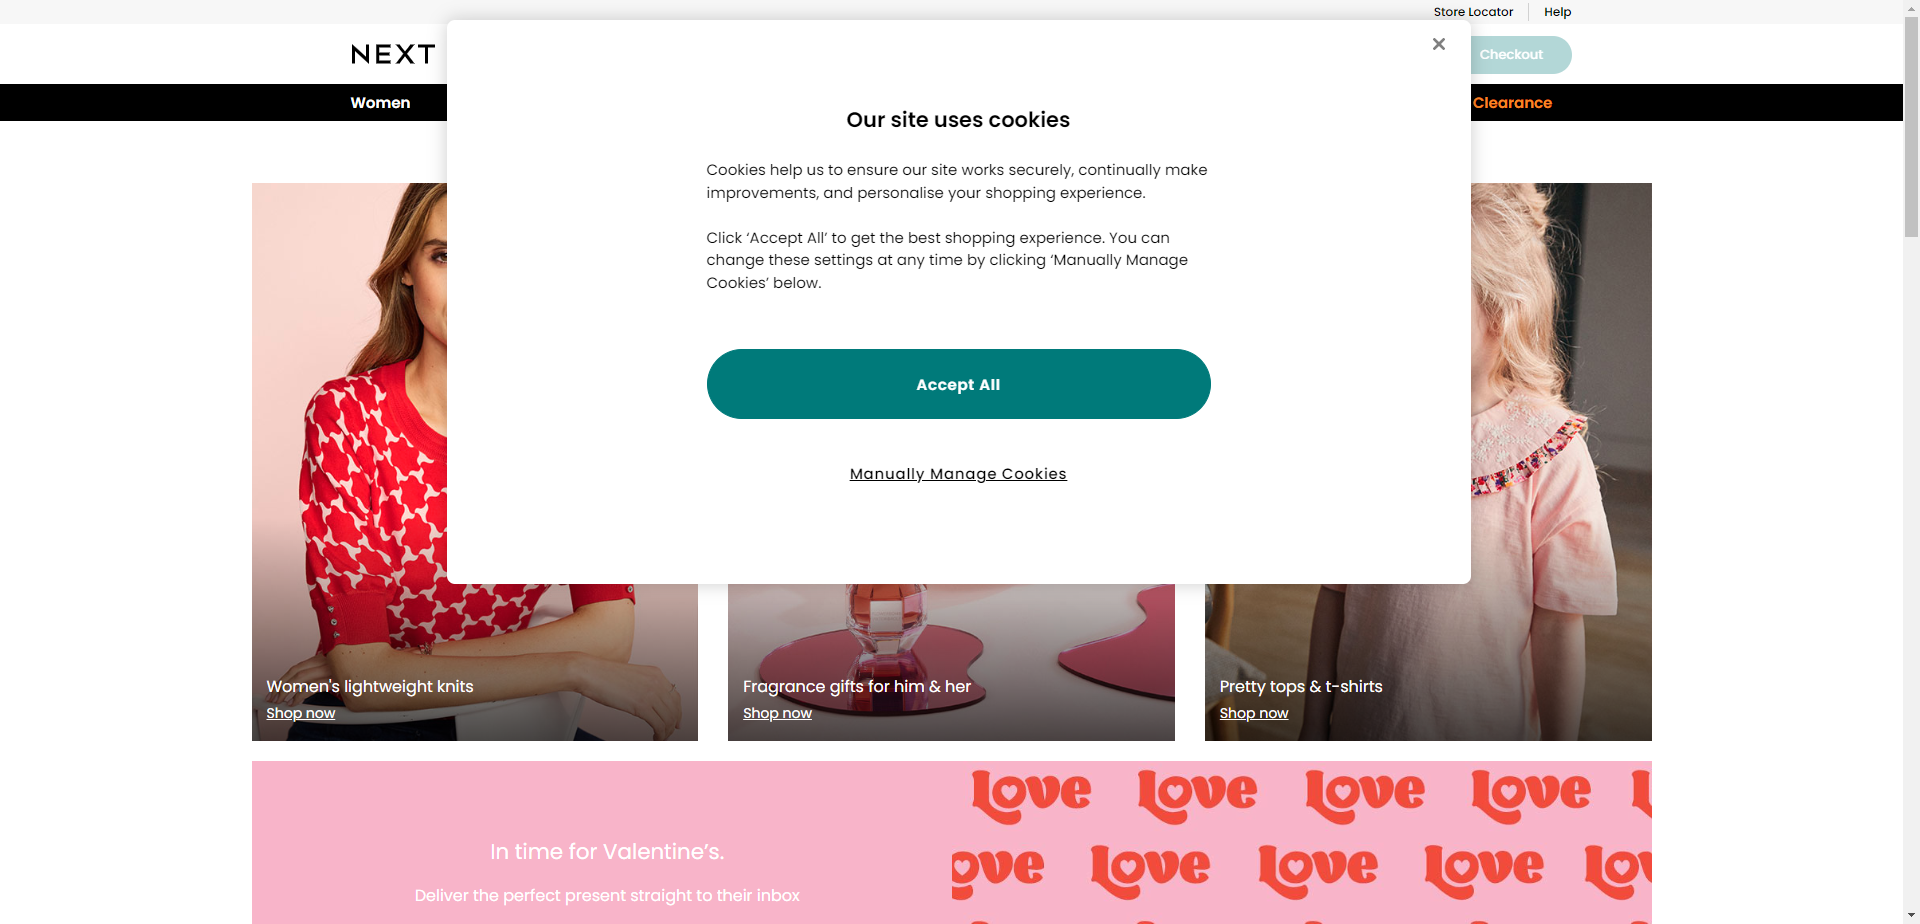 Store Locator
Help
NEXT
Checkout
Women
Clearance
Our site uses cookies
Cookies help us to ensure our site works securely, continually make
improvements, and personalise your shopping experience.
Click ‘Accept All’ to get the best shopping experience. You can
change these settings at any time by clicking ‘Manually Manage
Cookies’ below.
Accept All
Manually Manage Cookies
Women's lightweight knits
Shop now
Fragrance gifts for him & her
Shop now
Pretty tops & t-shirts
Shop now
In time for Valentine’s.
Deliver the perfect present straight to their inbox
Love Love Love Love
Love Love Love